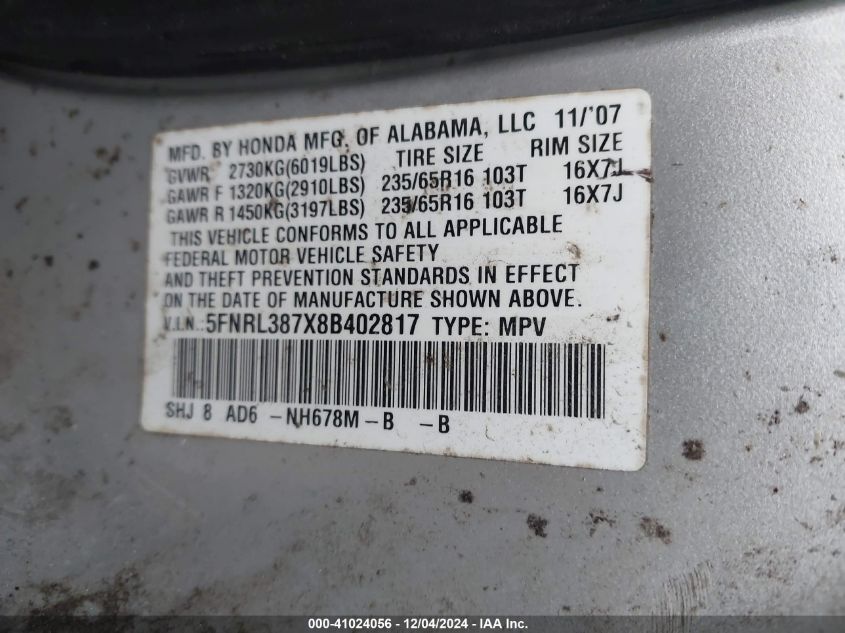 MFD. BY HONDA MFG. OF ALABAMA, LLC 11/'07
GVWR 2730KG(6019LBS) TIRE SIZE RIM SIZE
GAWR F 1320KG(2910LBS) 235/65R16 103T 16X7J
GAWR R 1450KG(3197LBS) 235/65R16 103T 16X7J
THIS VEHICLE CONFORMS TO ALL APPLICABLE
FEDERAL MOTOR VEHICLE SAFETY
AND THEFT PREVENTION STANDARDS IN EFFECT
ON THE DATE OF MANUFACTURE SHOWN ABOVE.
V.I.N.:5FNRL387X8B402817 TYPE: MPV
SHJ 8 AD6 -NH678M-B -B
000-41024056 - 12/04/2024 - IAA Inc.